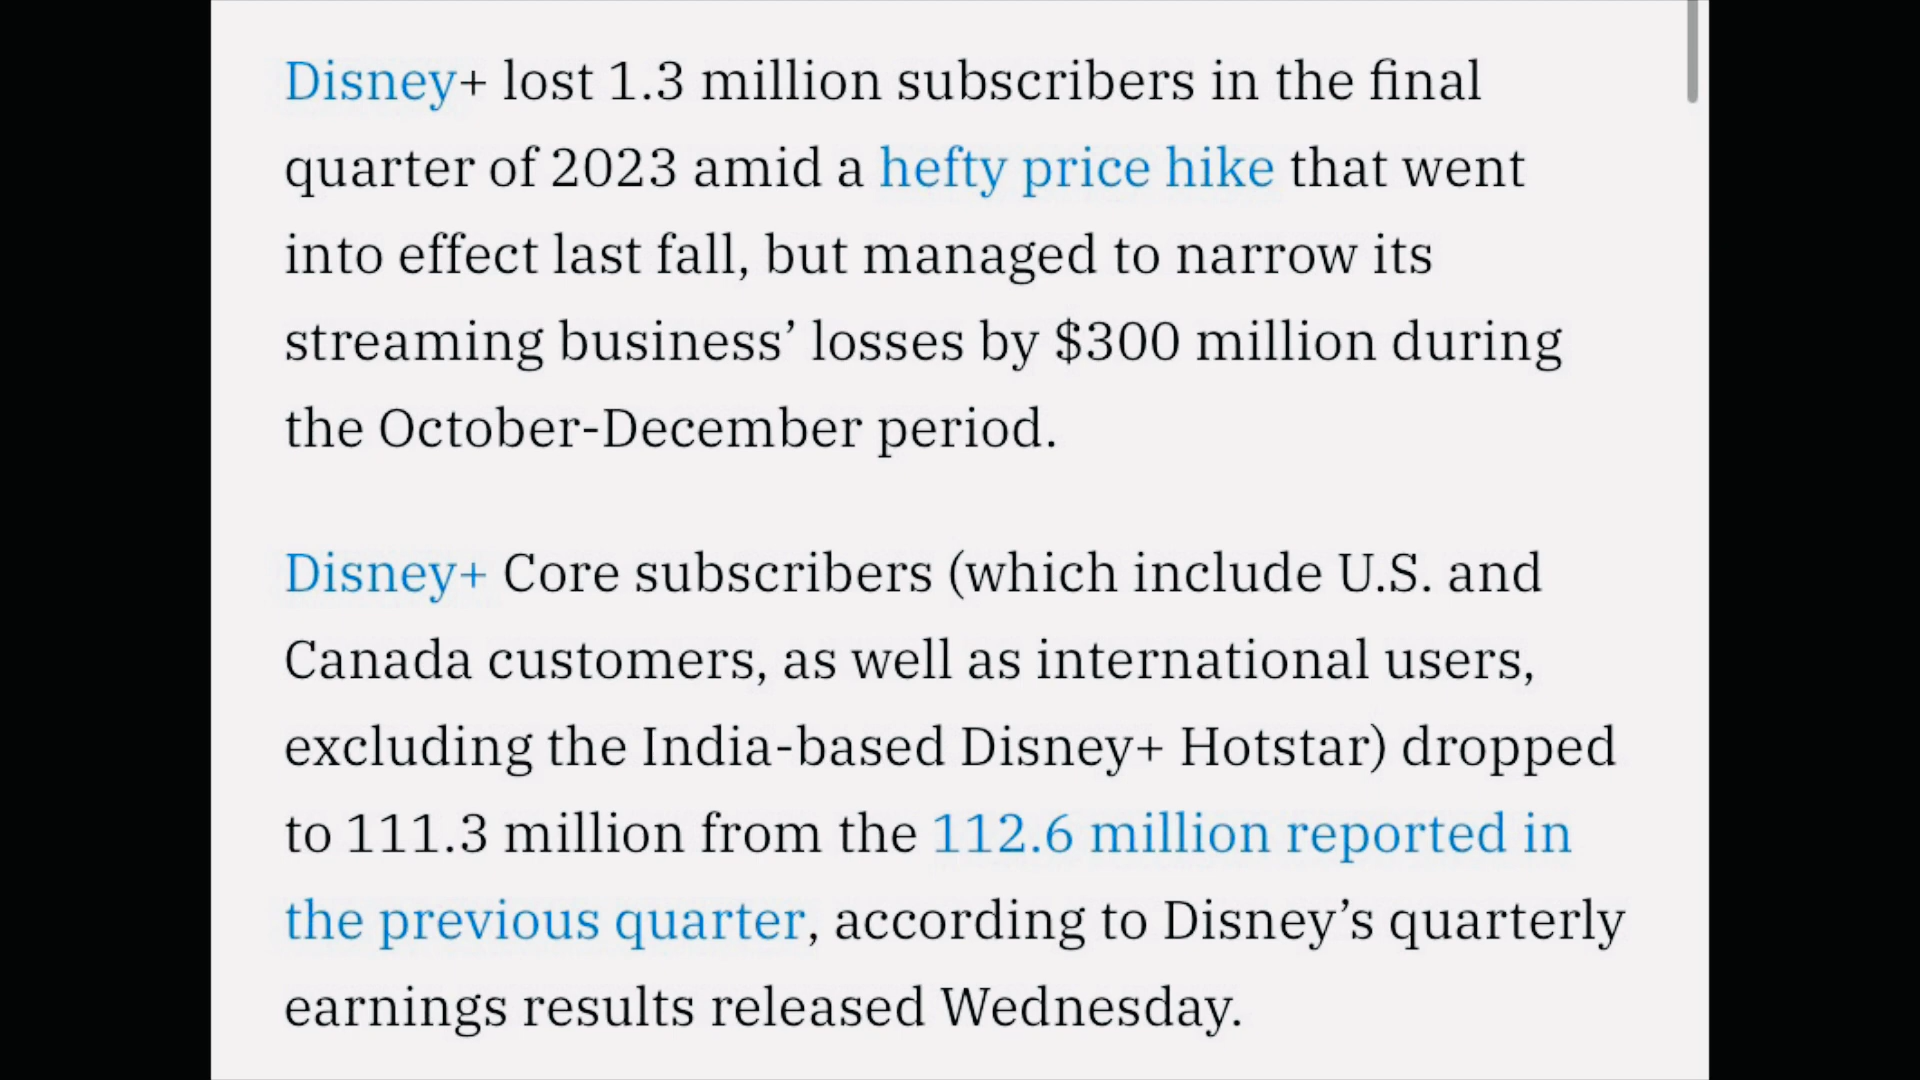 Disney+ lost 1.3 million subscribers in the final
quarter of 2023 amid a hefty price hike that went
into effect last fall, but managed to narrow its
streaming business’ losses by $300 million during
the October-December period.
Disney+ Core subscribers (which include U.S. and
Canada customers, as well as international users,
excluding the India-based Disney+ Hotstar) dropped
to 111.3 million from the 112.6 million reported in
the previous quarter, according to Disney’s quarterly
earnings results released Wednesday.